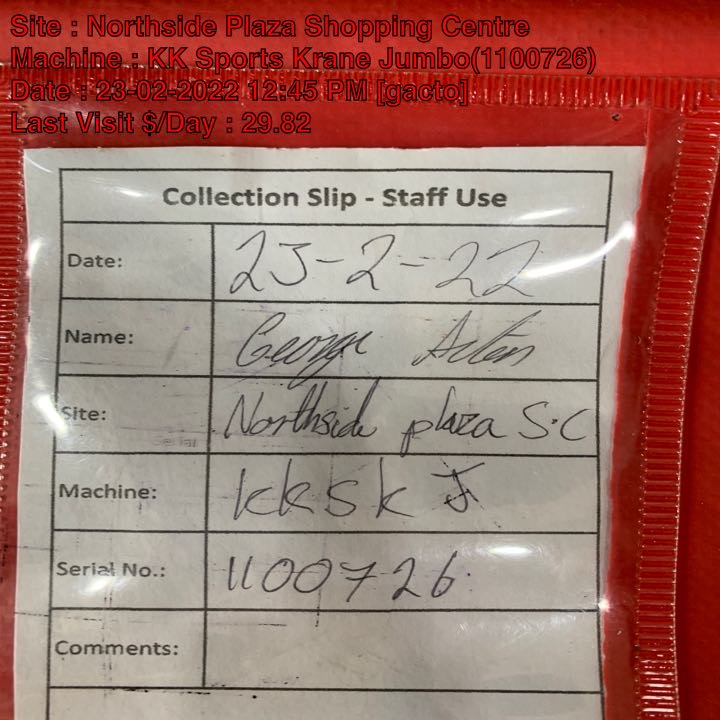 Site : Northside Plaza Shopping Centre
Machine : KK Sports Krane Jumbo(1100726)
Date : 23-02-2022 12:45 PM [gacto]
Last Visit $/Day : 29.82
Collection Slip - Staff Use
Date: 23-2-22
Name: George
Site: Northside plaza S.C
Machine: KKSK J
Serial No.: 1100726
Comments: